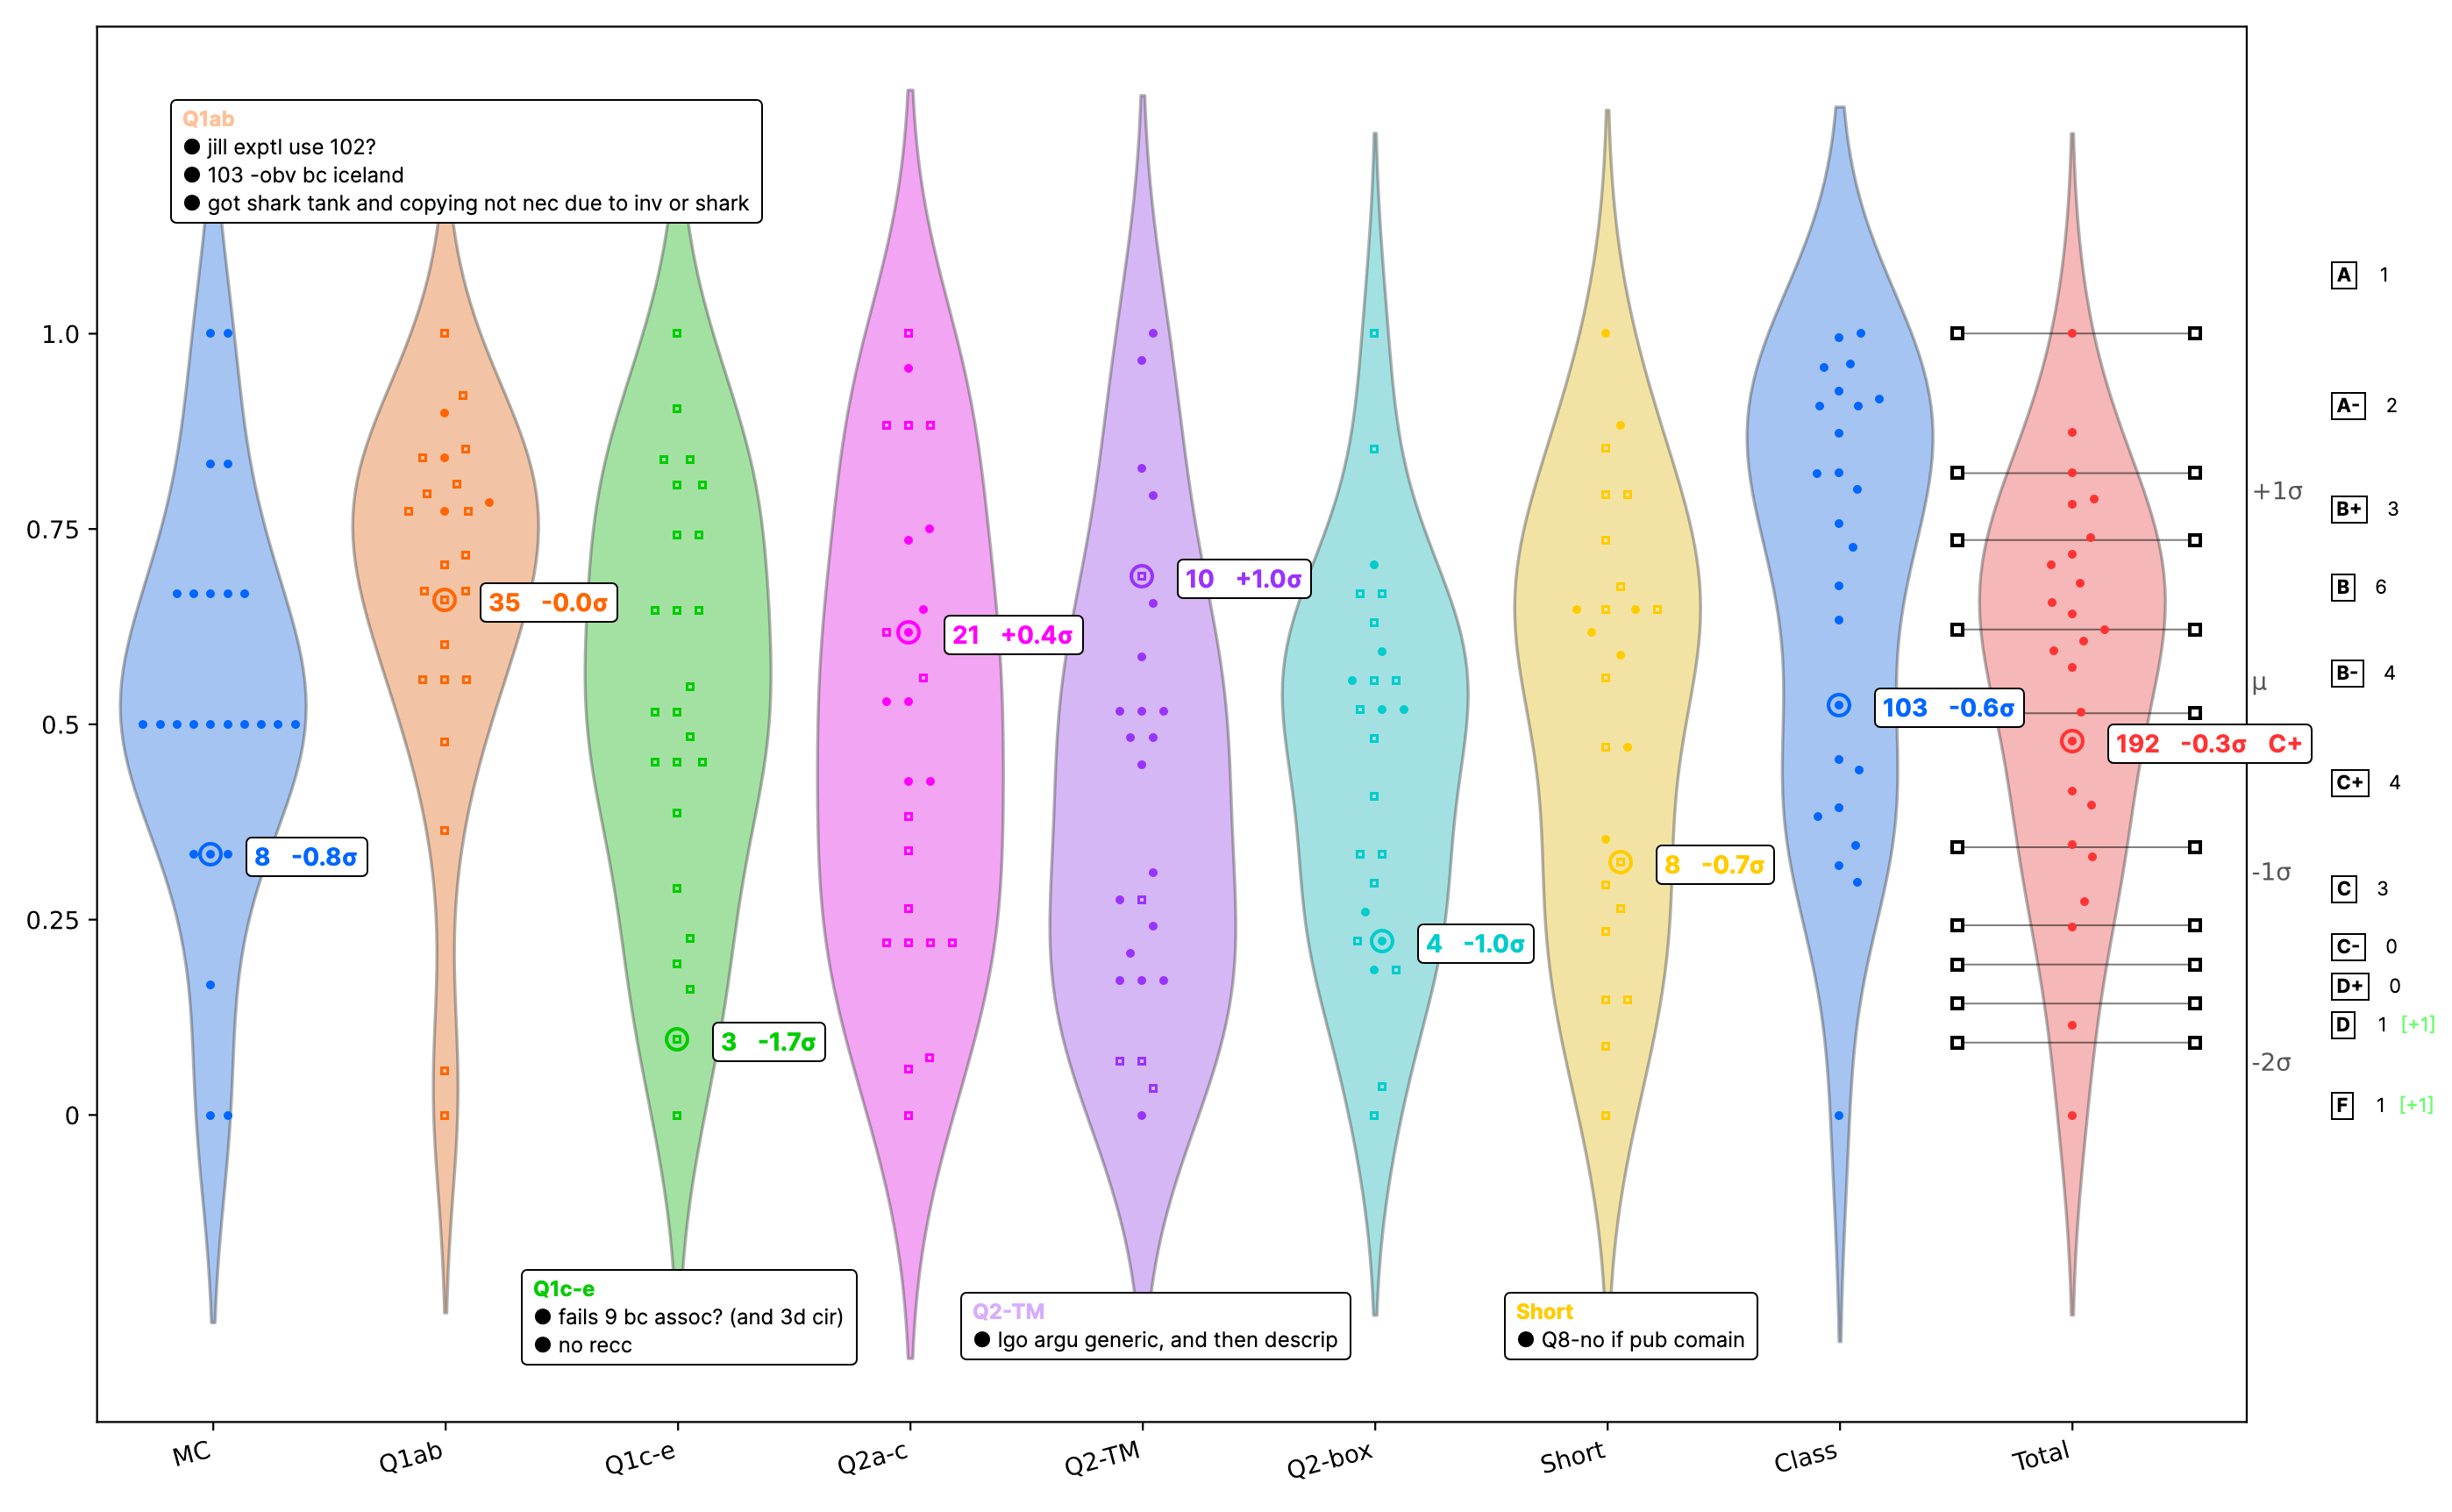 Q1ab
● jill exptl use 102?
● 103 -obv bc iceland
● got shark tank and copying not nec due to inv or shark
A 1
1.0
A- 2
+1σ
0.75
B+ 3
10 +1.0σ
B 6
35 -0.0σ
21 +0.4σ
B- 4
μ
103 -0.6σ
0.5
192 -0.3σ C+
C+ 4
8 -0.8σ
8 -0.7σ
-1σ
C 3
0.25
4 -1.0σ
C- 0
D+ 0
D 1 [+1]
3 -1.7σ
-2σ
F 1 [+1]
0
Q1c-e
● fails 9 bc assoc? (and 3d cir)
● no recc
Q2-TM
● lgo argu generic, and then descrip
Short
● Q8-no if pub comain
MC
Q1ab
Q1c-e
Q2a-c
Q2-TM
Q2-box
Short
Class
Total